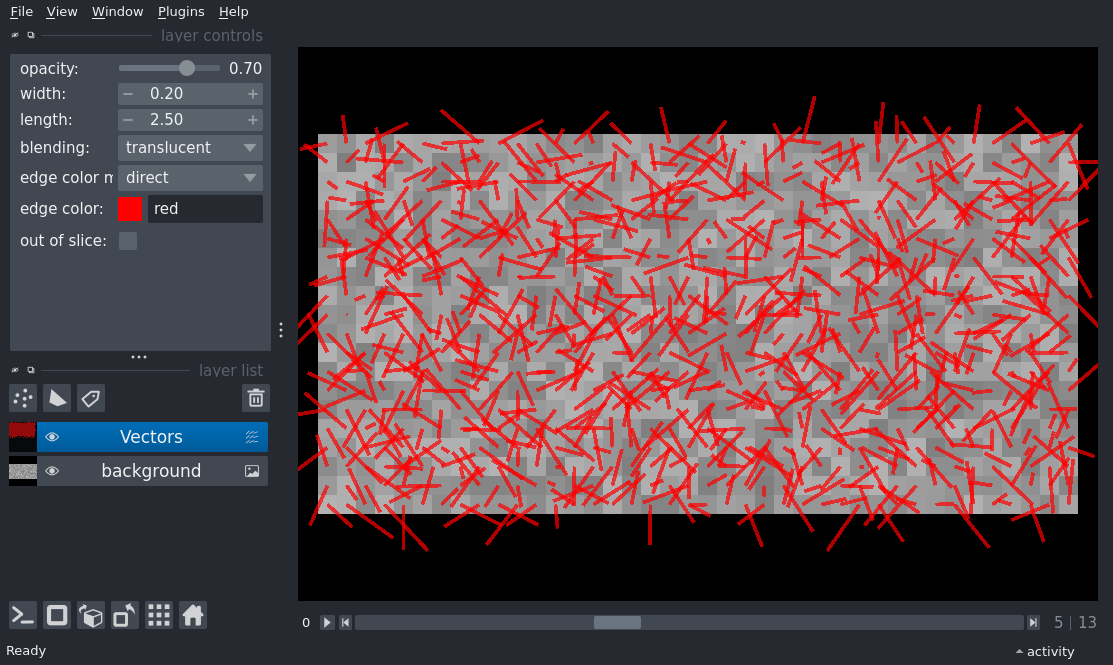 File View Window Plugins Help
layer controls
opacity: 0.70
width: 0.20
length: 2.50
blending: translucent
edge color m direct
edge color: red
out of slice:
layer list
Vectors
background
0 5 | 13
Ready activity